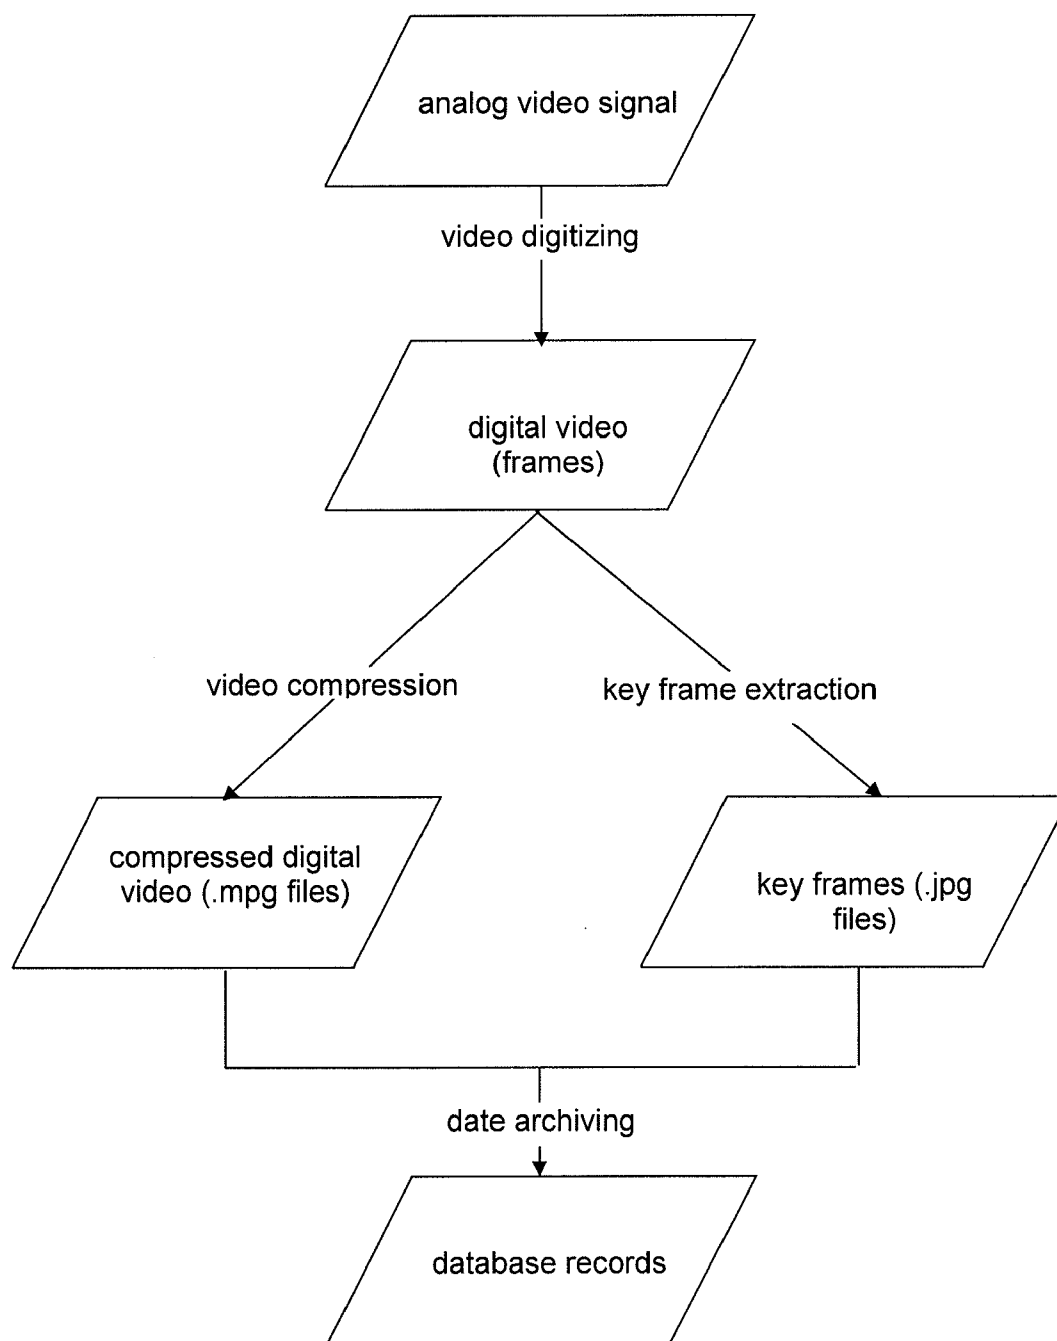 analog video signal
video digitizing
digital video
(frames)
video compression
key frame extraction
compressed digital
video (.mpg files)
key frames (.jpg
files)
date archiving
database records